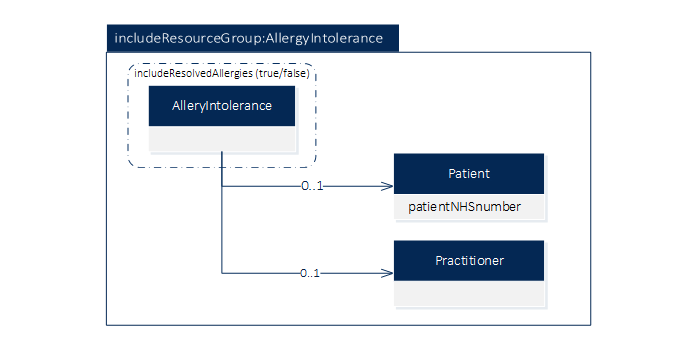 includeResourceGroup:AllergyIntolerance
includeResolvedAllergies (true/false)
AlleryIntolerance
Patient
0..1
patientNHSnumber
Practitioner
0..1